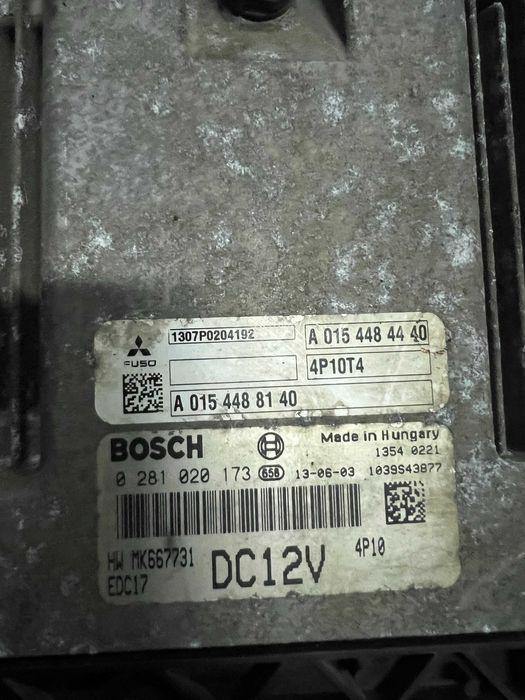 1307P0204192
A 015 448 44 40
FUSO
4P10T4
A 015 448 81 40
BOSCH
Made in Hungary
1354 0221
0 281 020 173 658 13-06-03 1039S43877
HW MK667731
EDC17
DC12V
4P10